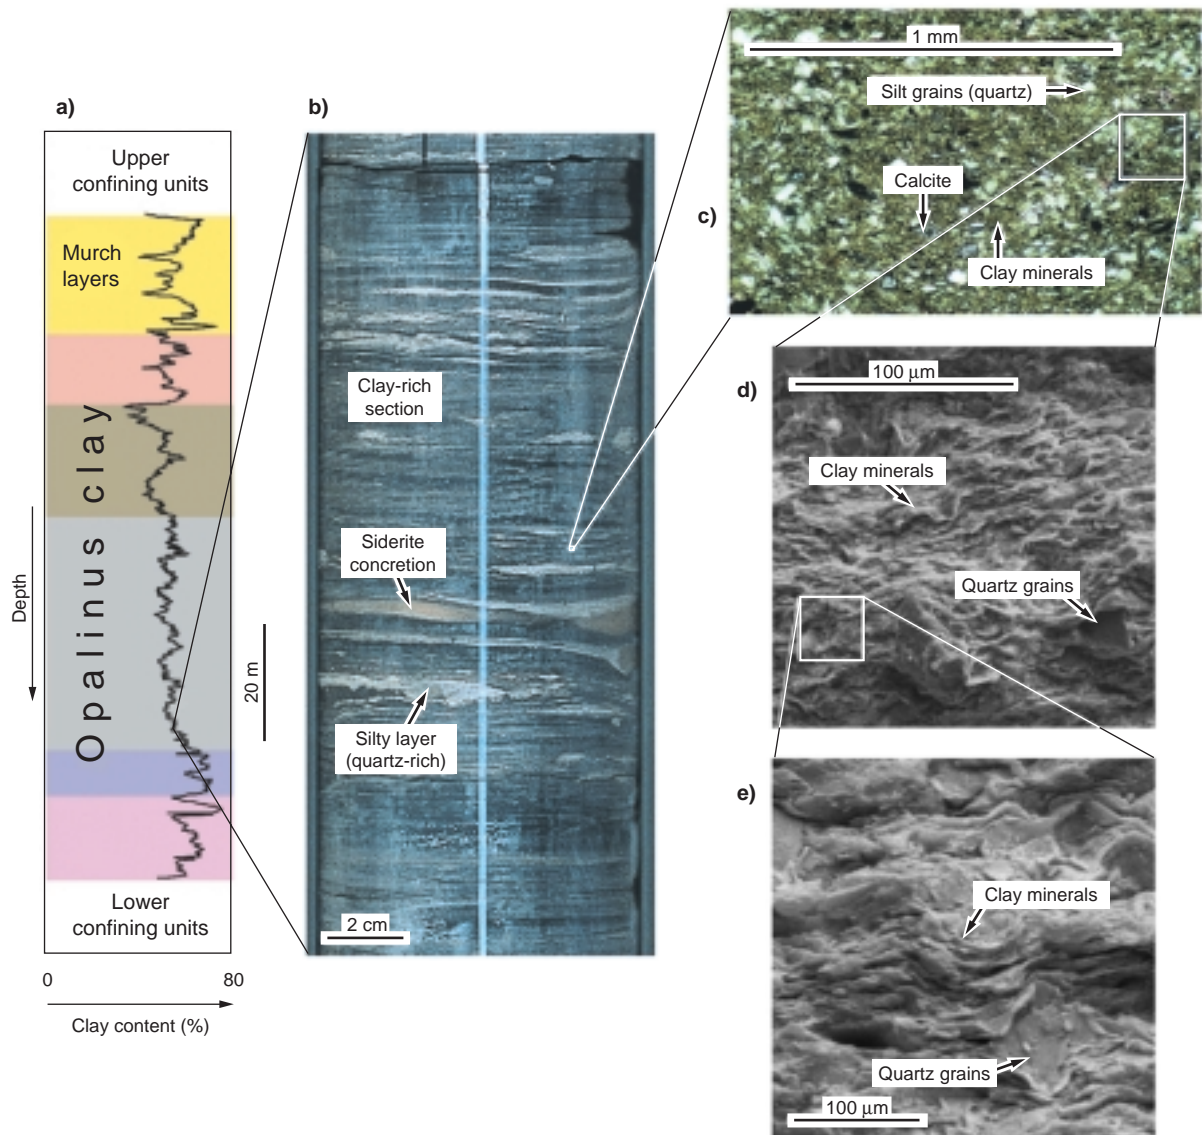 a)
Upper
confining units
Murch
layers
Opalinus clay
Depth
20 m
Lower
confining units
0
80
Clay content (%)
b)
Clay-rich
section
Siderite
concretion
Silty layer
(quartz-rich)
2 cm
c)
1 mm
Silt grains (quartz)
Calcite
Clay minerals
d)
100 µm
Clay minerals
Quartz grains
e)
Clay minerals
Quartz grains
100 µm